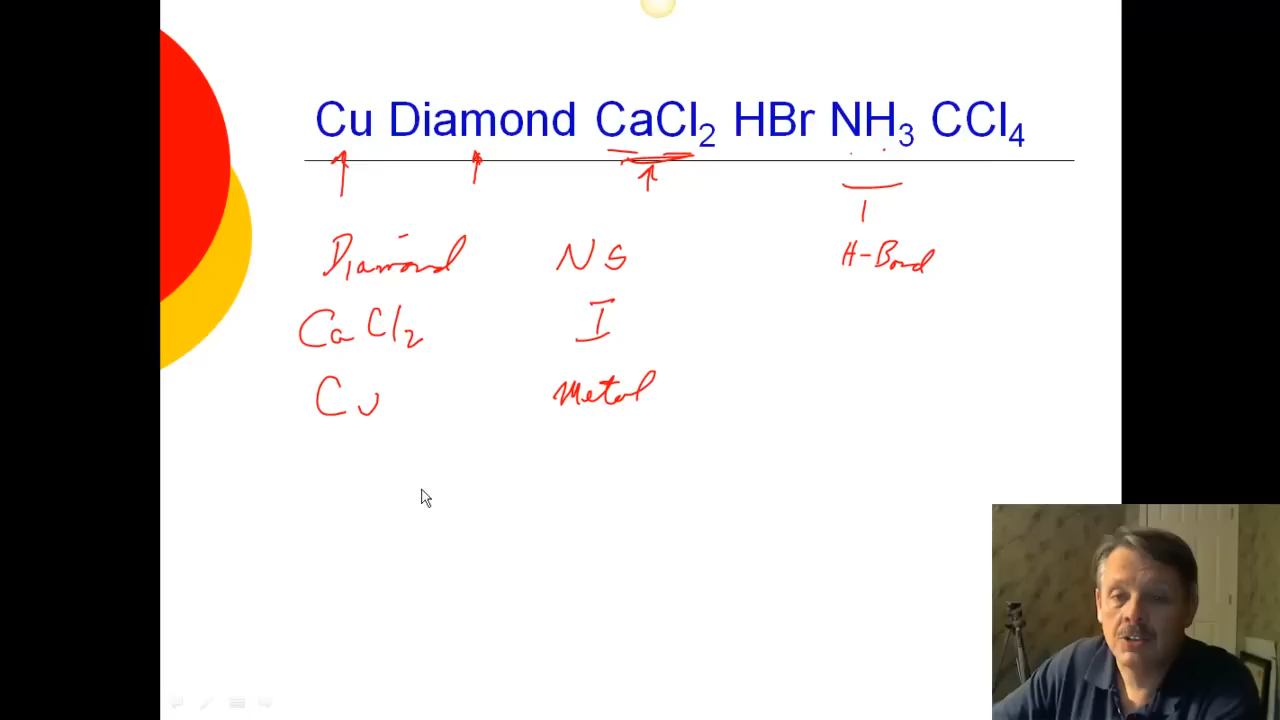 Cu Diamond CaCl₂ HBr NH₃ CCl₄
Diamond NS H-Bond
CaCl₂ I
Cu Metal